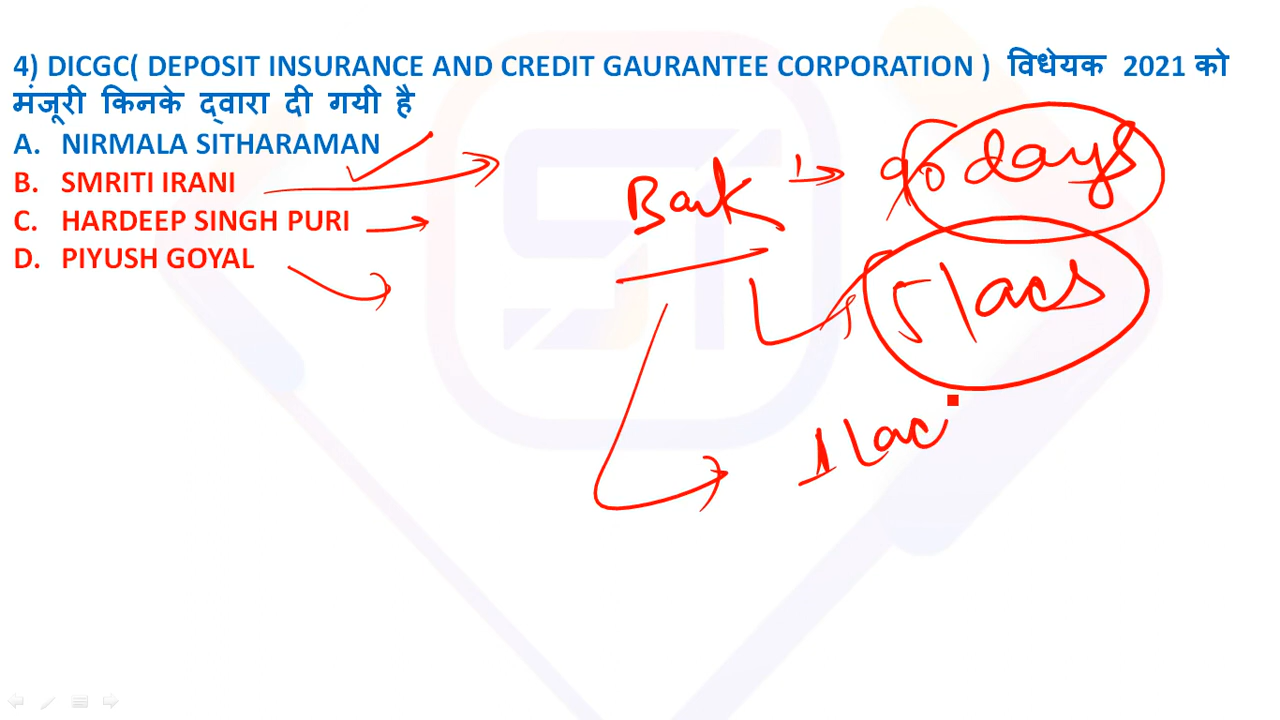 4) DICGC( DEPOSIT INSURANCE AND CREDIT GAURANTEE CORPORATION ) विधेयक 2021 को
मंजूरी किनके द्वारा दी गयी है
A. NIRMALA SITHARAMAN
B. SMRITI IRANI
C. HARDEEP SINGH PURI
D. PIYUSH GOYAL
Bank
90 days
5 lacs
1 lac